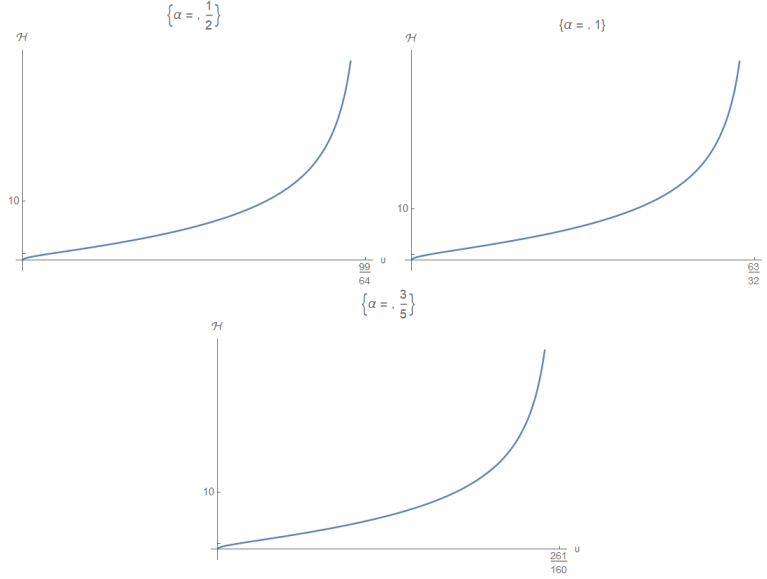 {α = , 1/2}
ℋ
10
u
99/64
{α = , 1}
ℋ
10
63/32
{α = , 3/5}
ℋ
10
u
261/160